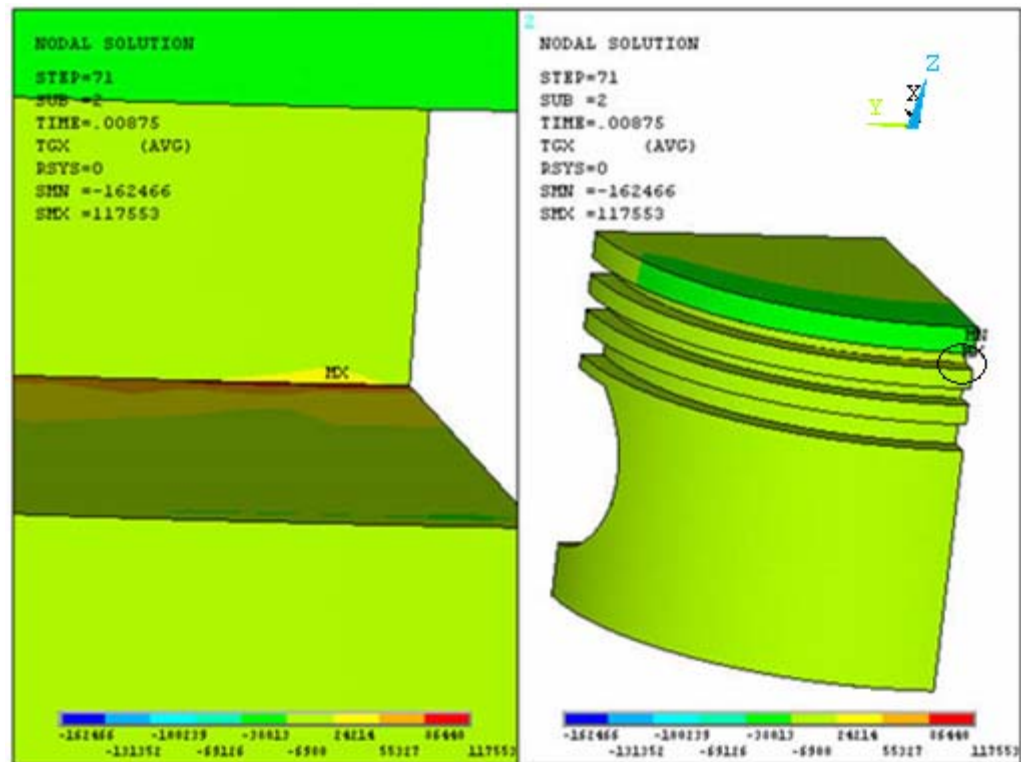 NODAL SOLUTION
STEP=71
SUB =2
TIME=.00875
TGX (AVG)
RSYS=0
SMN =-162466
SMX =117553
MX
-162466 -100239 -38013 24214 86440
-131352 -69126 -6900 55327 117553
NODAL SOLUTION
STEP=71
SUB =2
TIME=.00875
TGX (AVG)
RSYS=0
SMN =-162466
SMX =117553
Z
X
Y
MN
MX
-162466 -100239 -38013 24214 86440
-131352 -69126 -6900 55327 117553